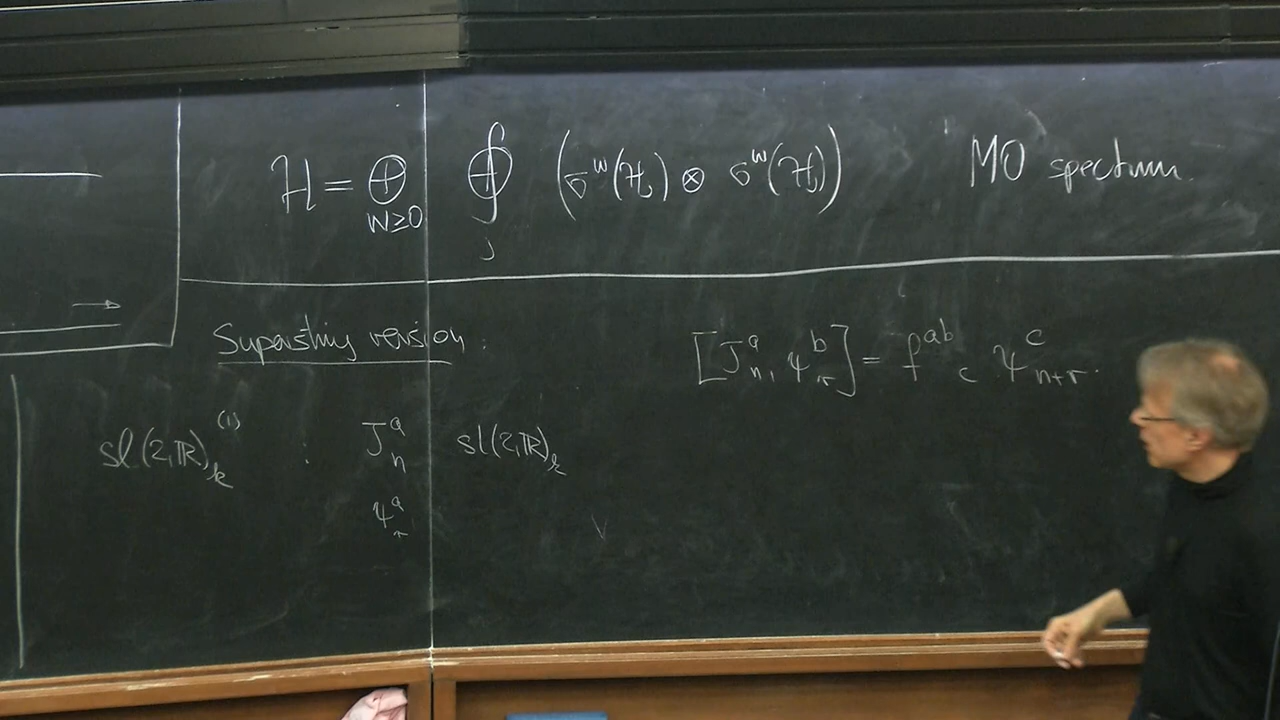 H = ⊕_{w≥0} ∮_j (σ^w(H_j) ⊗ σ^w(H_j)) MO spectrum.
Superstring version:
[J^a_n, ψ^b_r] = f^{ab}_c ψ^c_{n+r}.
sl(2,R)^{(1)}_k : J^a_n sl(2,R)_k
ψ^a_r